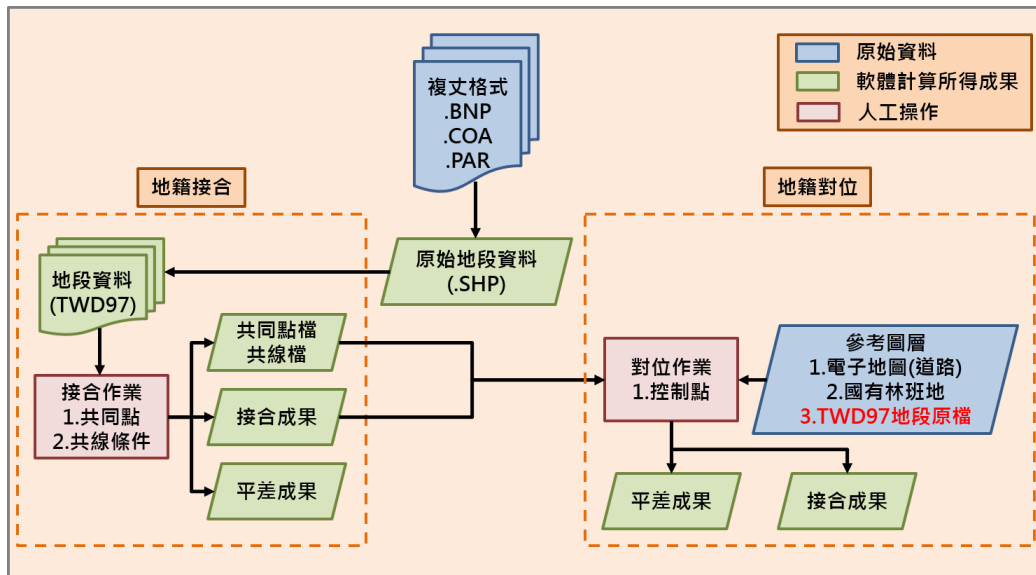 複丈格式
.BNP
.COA
.PAR
原始資料
軟體計算所得成果
人工操作
地籍接合
地籍對位
地段資料
(TWD97)
原始地段資料
(.SHP)
共同點檔
共線檔
接合作業
1.共同點
2.共線條件
接合成果
平差成果
對位作業
1.控制點
參考圖層
1.電子地圖(道路)
2.國有林班地
3.TWD97地段原檔
平差成果
接合成果